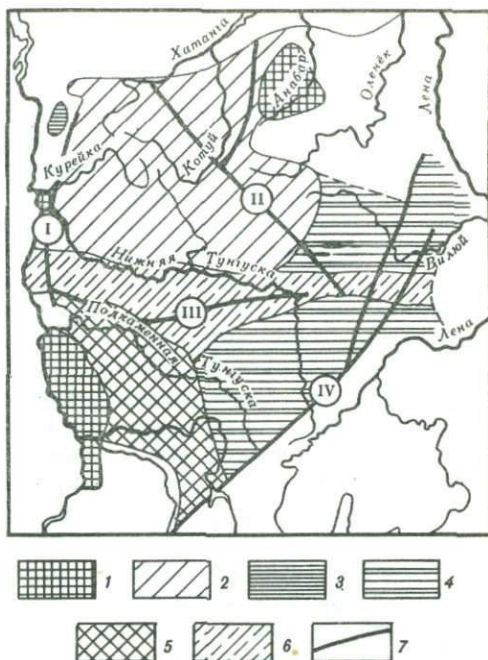 Хатанга
Анабар
Оленёк
Лена
Котуй
Курейка
II
I
Нижняя Тунгуска
Вилюй
III
Лена
Подкаменная Тунгуска
IV
1 2 3 4
5 6 7